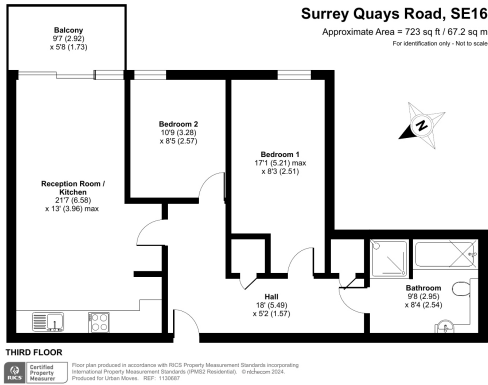 Surrey Quays Road, SE16
Approximate Area = 723 sq ft / 67.2 sq m
For identification only - Not to scale
Balcony
9'7 (2.92)
x 5'8 (1.73)
Bedroom 2
10'9 (3.28)
x 8'5 (2.57)
N
Bedroom 1
17'1 (5.21) max
x 8'3 (2.51)
Reception Room /
Kitchen
21'7 (6.58)
x 13' (3.96) max
Hall
18' (5.49)
x 5'2 (1.57)
Bathroom
9'8 (2.95)
x 8'4 (2.54)
THIRD FLOOR
RICS
Certified
Property
Measurer
Floor plan produced in accordance with RICS Property Measurement Standards incorporating
International Property Measurement Standards (IPMS2 Residential). © nichecom 2024.
Produced for Urban Moves. REF: 1130687